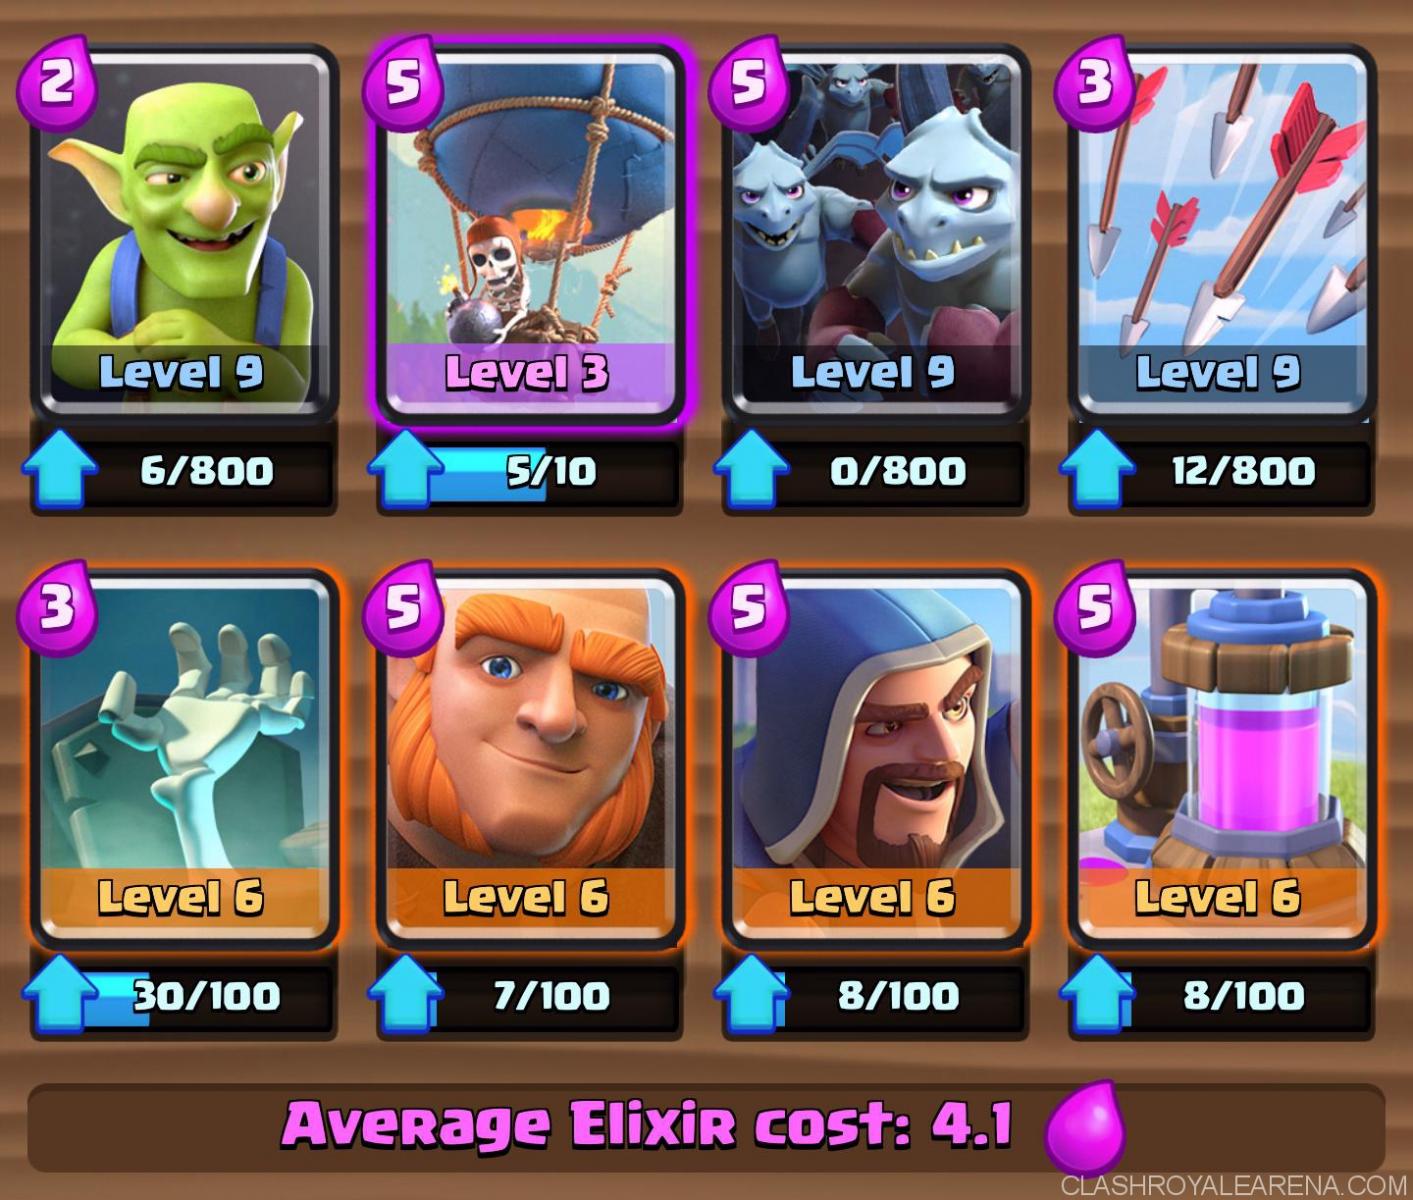 2 5 5 3
Level 9 Level 3 Level 9 Level 9
6/800 5/10 0/800 12/800
3 5 5 5
Level 6 Level 6 Level 6 Level 6
30/100 7/100 8/100 8/100
Average Elixir cost: 4.1
CLASHROYALEARENA.COM